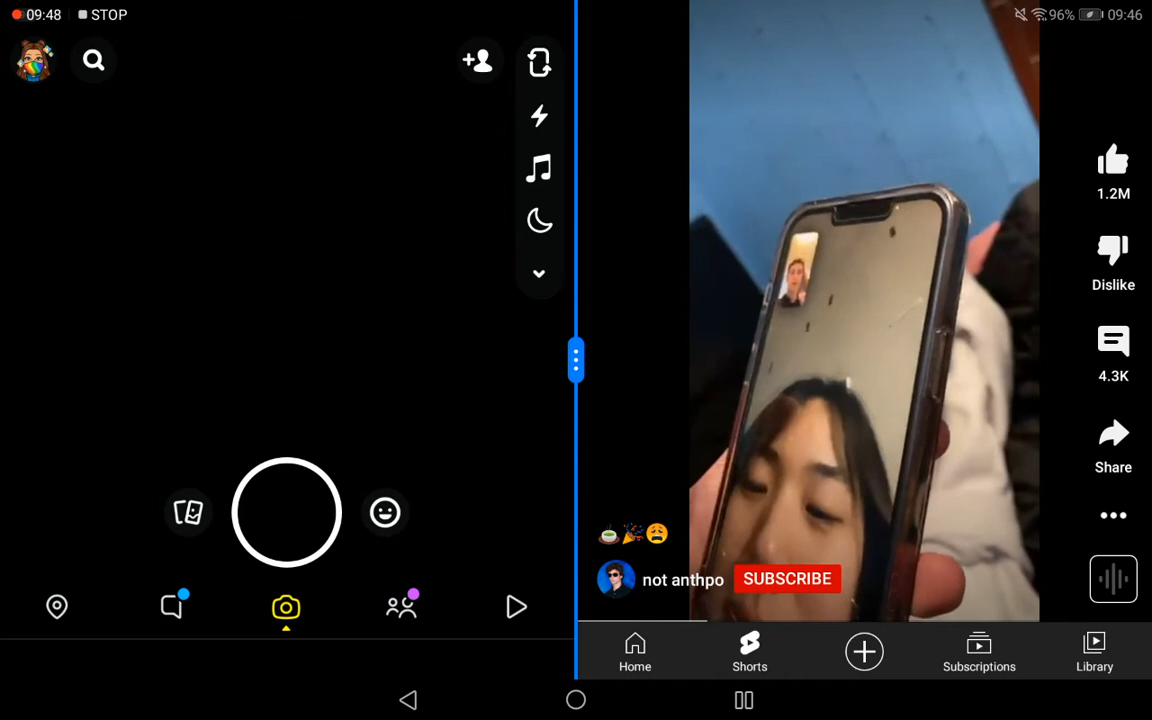 09:48 STOP
96% 09:46
1.2M
Dislike
4.3K
Share
🍵🎉😩
not anthpo SUBSCRIBE
Home Shorts Subscriptions Library